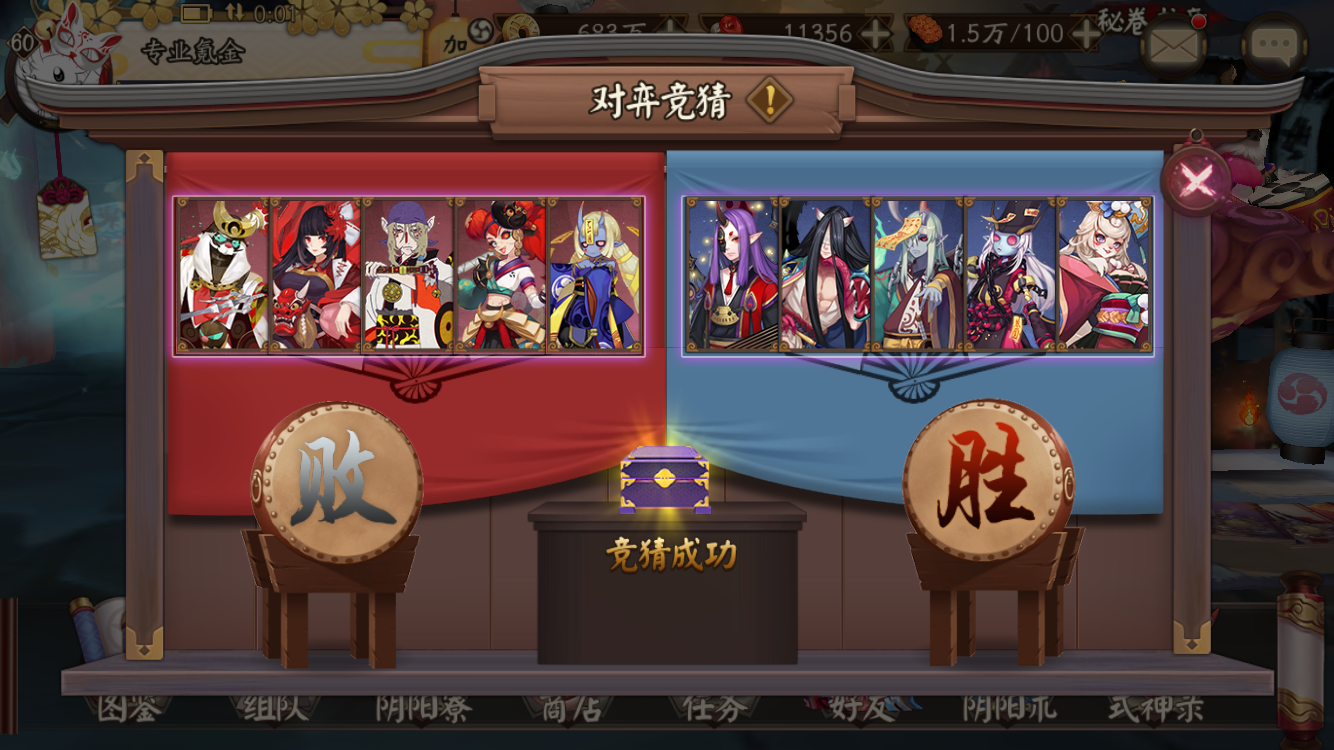 0:01
60
专业氪金
加
683万
11356
1.5万/100
秘卷
对弈竞猜
败
胜
竞猜成功
图鉴
组队
阴阳寮
商店
任务
好友
阴阳术
式神录